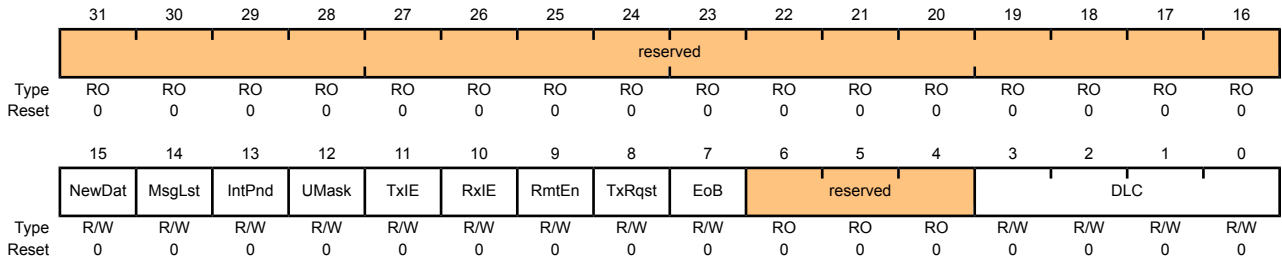 31 30 29 28 27 26 25 24 23 22 21 20 19 18 17 16
reserved
Type RO RO RO RO RO RO RO RO RO RO RO RO RO RO RO RO
Reset 0 0 0 0 0 0 0 0 0 0 0 0 0 0 0 0
15 14 13 12 11 10 9 8 7 6 5 4 3 2 1 0
NewDat MsgLst IntPnd UMask TxIE RxIE RmtEn TxRqst EoB reserved DLC
Type R/W R/W R/W R/W R/W R/W R/W R/W R/W RO RO RO R/W R/W R/W R/W
Reset 0 0 0 0 0 0 0 0 0 0 0 0 0 0 0 0